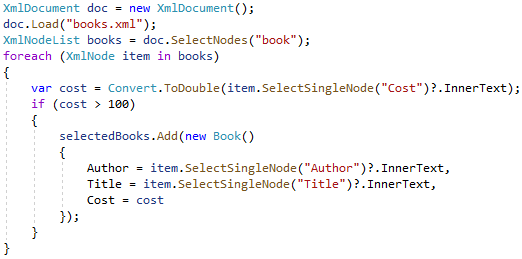 XmlDocument doc = new XmlDocument();
doc.Load("books.xml");
XmlNodeList books = doc.SelectNodes("book");
foreach (XmlNode item in books)
{
    var cost = Convert.ToDouble(item.SelectSingleNode("Cost")?.InnerText);
    if (cost > 100)
    {
        selectedBooks.Add(new Book()
        {
            Author = item.SelectSingleNode("Author")?.InnerText,
            Title = item.SelectSingleNode("Title")?.InnerText,
            Cost = cost
        });
    }
}